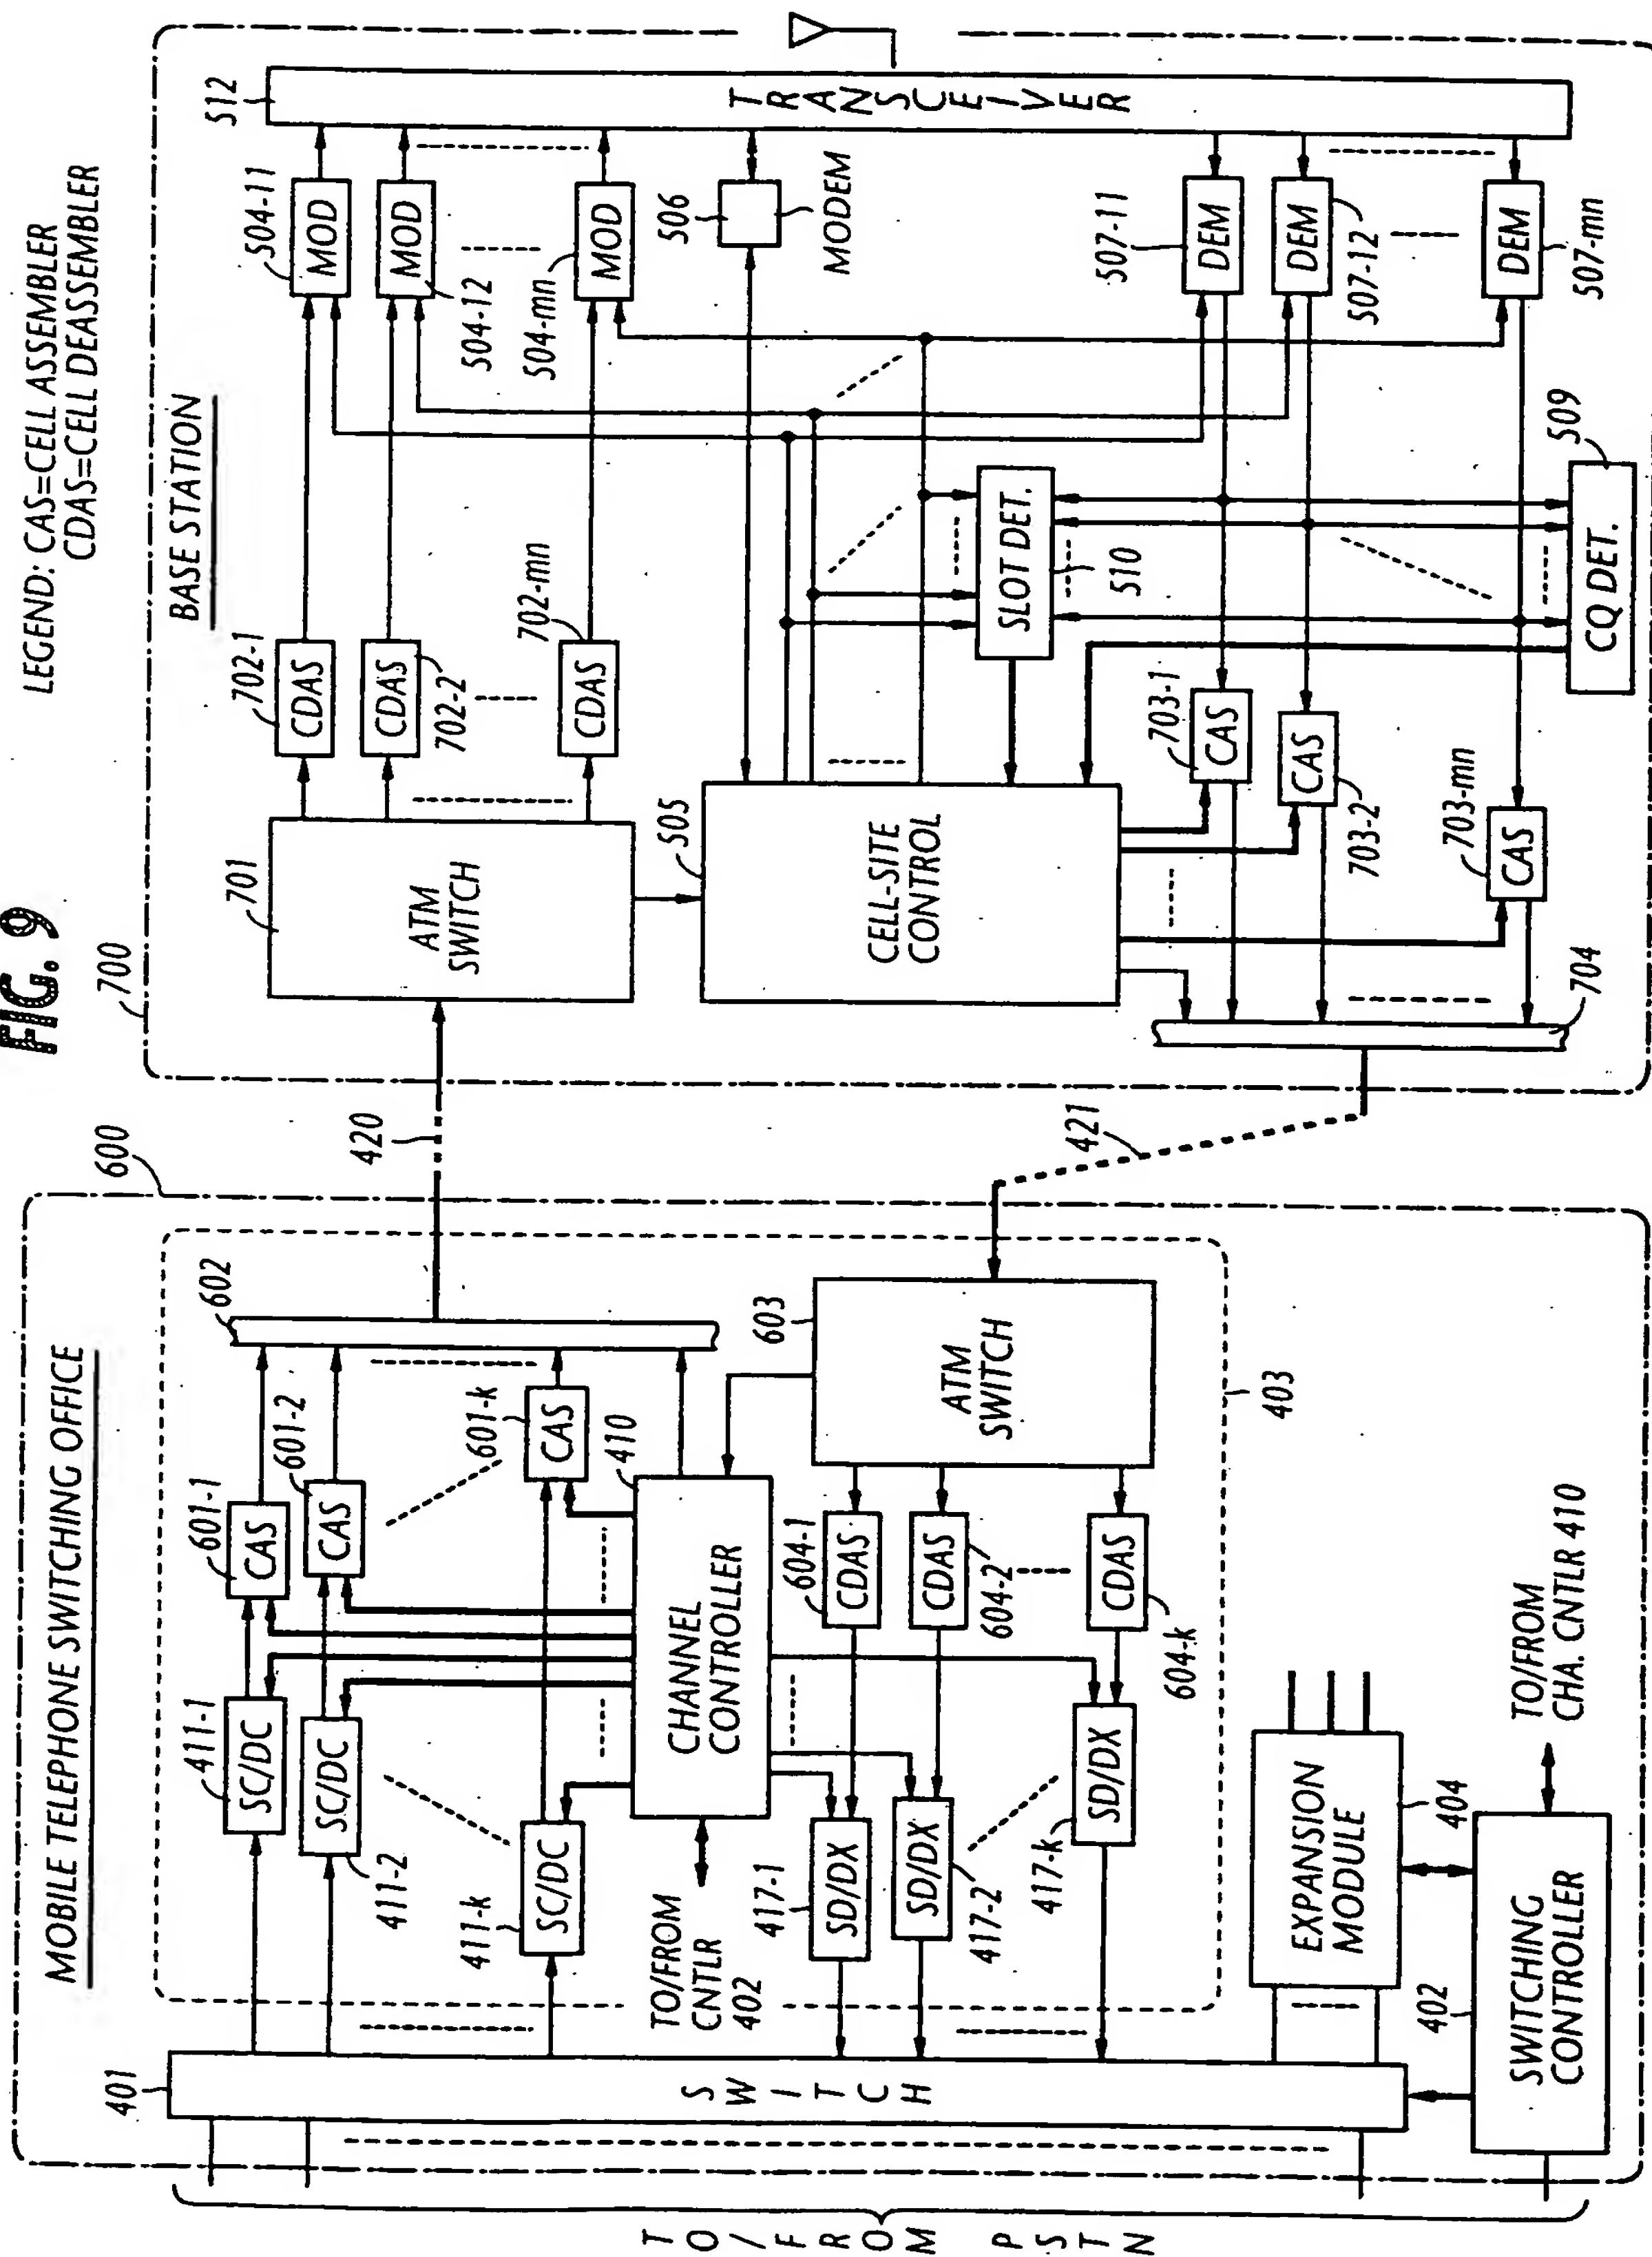 FIG. 9
LEGEND: CAS=CELL ASSEMBLER
CDAS=CELL DEASSEMBLER
MOBILE TELEPHONE SWITCHING OFFICE
600
700
BASE STATION
401
SWITCH
TO/FROM PSTN
411-1
SC/DC
411-2
SC/DC
411-k
SC/DC
601-1
CAS
601-2
CAS
601-k
CAS
602
410
CHANNEL
CONTROLLER
TO/FROM
CNTLR
402
603
ATM
SWITCH
604-1
CDAS
604-2
CDAS
604-k
CDAS
417-1
SD/DX
417-2
SD/DX
417-k
SD/DX
403
EXPANSION
MODULE
404
402
SWITCHING
CONTROLLER
TO/FROM
CHA. CNTLR 410
420
421
701
ATM
SWITCH
702-1
CDAS
702-2
CDAS
702-mn
CDAS
504-11
MOD
504-12
MOD
504-mn
MOD
512
TRANSCEIVER
506
MODEM
505
CELL-SITE
CONTROL
SLOT DET.
510
507-11
DEM
507-12
DEM
507-mn
DEM
703-1
CAS
703-2
CAS
703-mn
CAS
509
CQ DET.
704